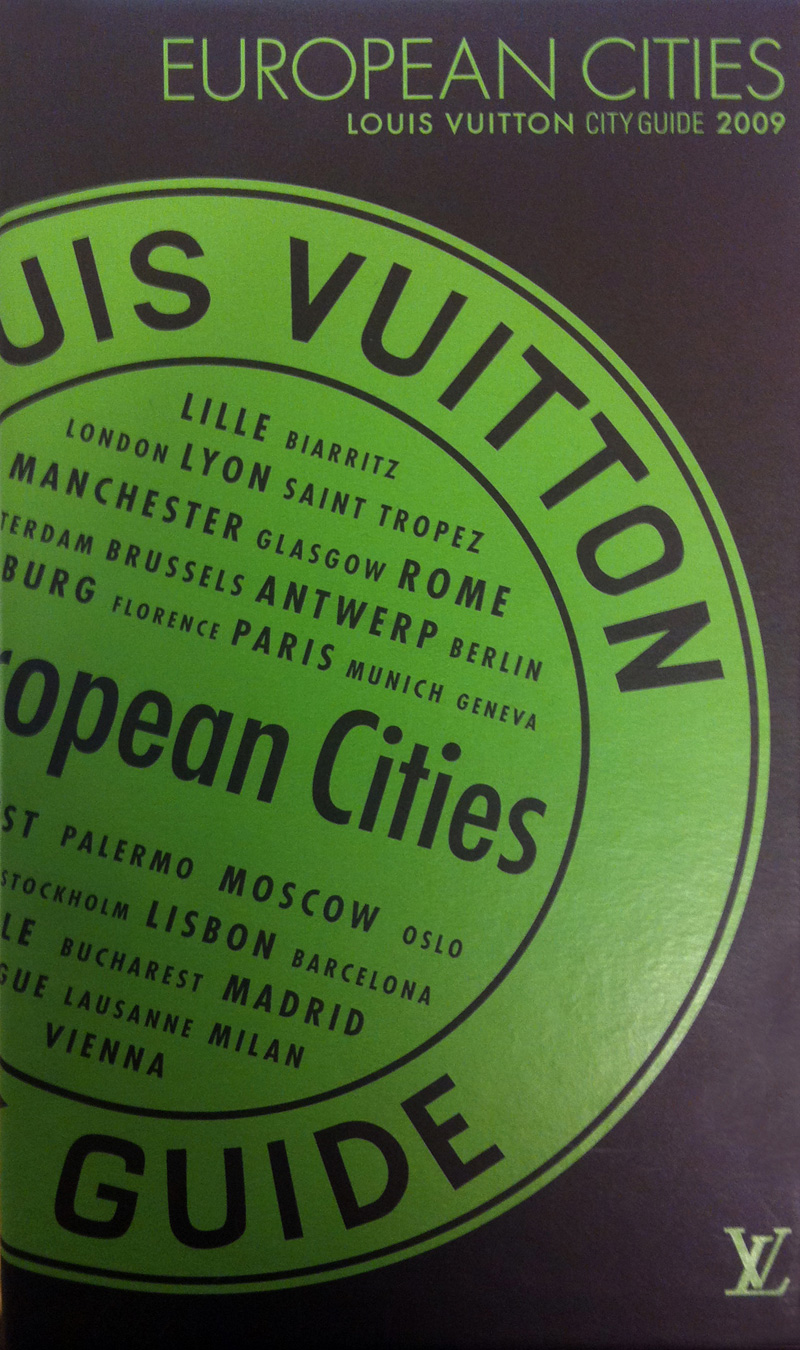 EUROPEAN CITIES
LOUIS VUITTON CITY GUIDE 2009
UIS VUITTON
LILLE BIARRITZ
LONDON LYON SAINT TROPEZ
MANCHESTER GLASGOW ROME
TERDAM BRUSSELS ANTWERP BERLIN
BURG FLORENCE PARIS MUNICH GENEVA
ropean Cities
ST PALERMO MOSCOW OSLO
STOCKHOLM LISBON BARCELONA
LE BUCHAREST MADRID
GUE LAUSANNE MILAN
VIENNA
GUIDE
LV